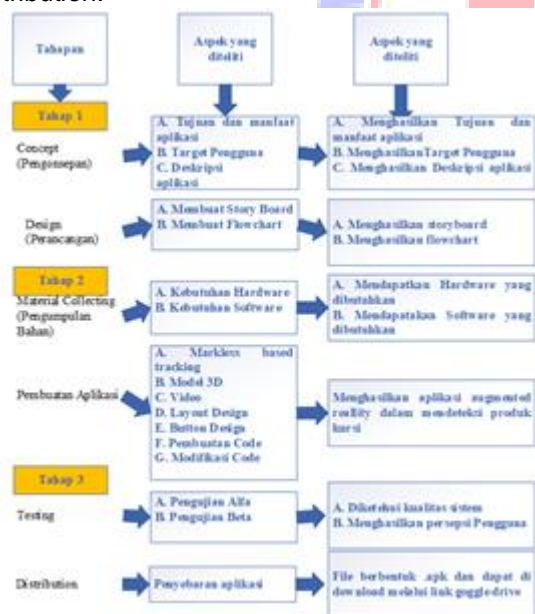 tribution.
Tahapan
Aspek yang
diteliti
Aspek yang
diteliti
Tahap 1
Concept
(Pengonsepan)
A. Tujuan dan manfaat
aplikasi
B. Target Pengguna
C. Deskripsi
aplikasi
A. Menghasilkan Tujuan dan
manfaat aplikasi
B. MenghasilkanTarget Pengguna
C. Menghasilkan Deskripsi aplikasi
Design
(Perancangan)
A. Membuat Story Board
B. Membuat Flowchart
A. Menghasilkan storyboard
B. Menghasilkan flowchart
Tahap 2
Material Collecting
(Pengumpulan
Bahan)
A. Kebutuhan Hardware
B. Kebutuhan Software
A. Mendapatkan Hardware yang
dibutuhkan
B. Mendapatakan Software yang
dibutuhkan
Pembuatan Aplikasi
A. Markless based
tracking
B. Model 3D
C. Video
D. Layout Design
E. Button Design
F. Pembuatan Code
G. Modifikasi Code
Menghasilkan aplikasi augmented
reality dalam mendeteksi produk
kursi
Tahap 3
Testing
A. Pengujian Alfa
B. Pengujian Beta
A. Diketahui kualitas sistem
B. Menghasilkan persepsi Pengguna
Distribution
Penyebaran aplikasi
File berbentuk .apk dan dapat di
download melalui link goggle drive